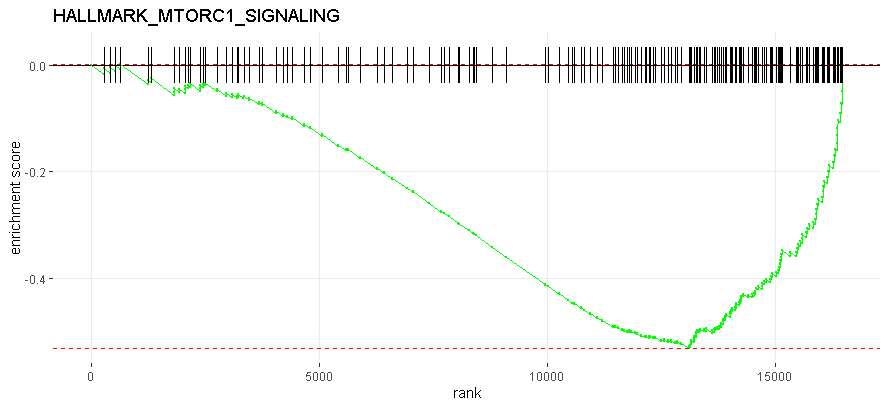 HALLMARK_MTORC1_SIGNALING
enrichment score
0.0
-0.2
-0.4
0
5000
10000
15000
rank